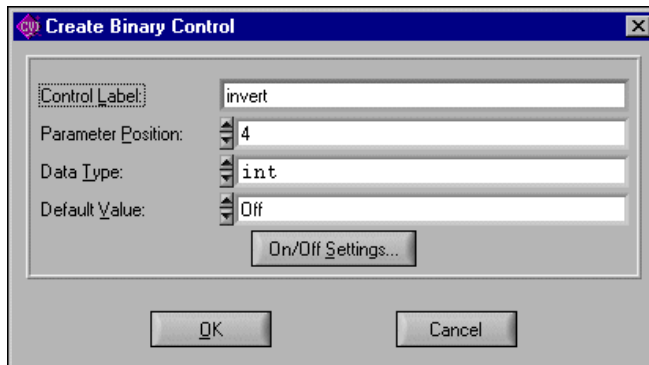 CVI Create Binary Control
Control Label: invert
Parameter Position: 4
Data Type: int
Default Value: Off
On/Off Settings...
OK Cancel